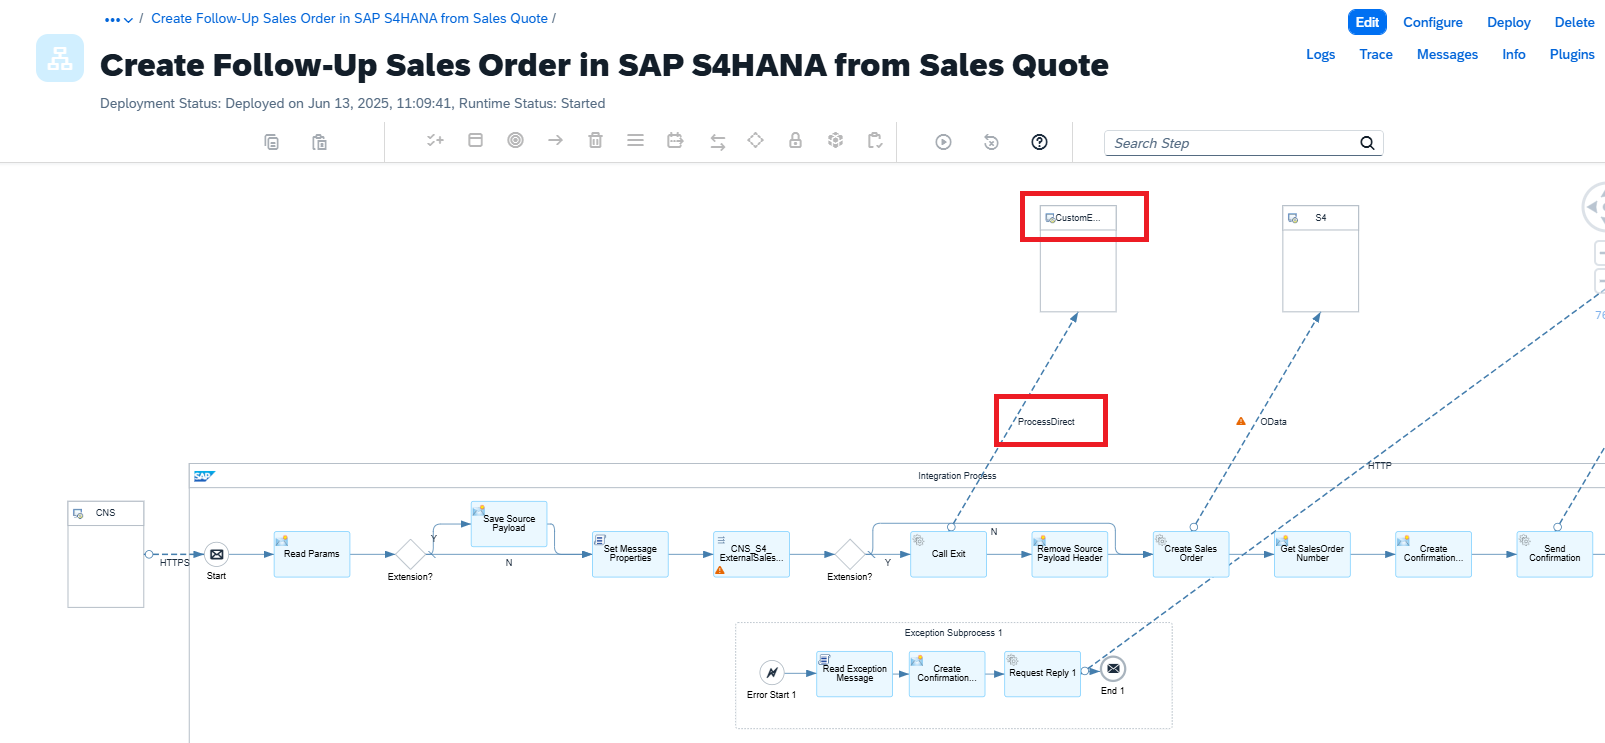 ••• / Create Follow-Up Sales Order in SAP S4HANA from Sales Quote /
Edit Configure Deploy Delete
Logs Trace Messages Info Plugins
Create Follow-Up Sales Order in SAP S4HANA from Sales Quote
Deployment Status: Deployed on Jun 13, 2025, 11:09:41, Runtime Status: Started
Search Step
CustomE...
S4
ProcessDirect
OData
HTTP
SAP
Integration Process
CNS
HTTPS
Start
Read Params
Extension?
Y
N
Save Source
Payload
Set Message
Properties
CNS_S4_
ExternalSales...
Extension?
Y
N
Call Exit
Remove Source
Payload Header
Create Sales
Order
Get SalesOrder
Number
Create
Confirmation...
Send
Confirmation
Exception Subprocess 1
Error Start 1
Read Exception
Message
Create
Confirmation...
Request Reply 1
End 1